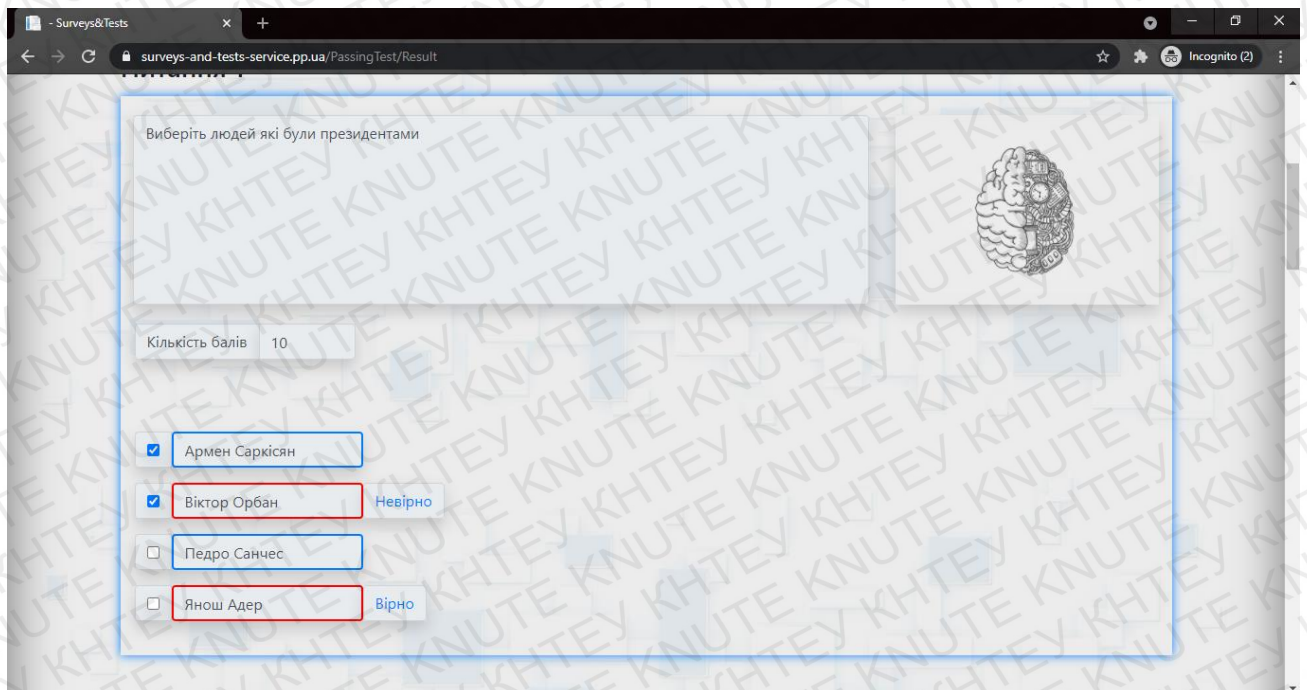 - Surveys&Tests
surveys-and-tests-service.pp.ua/PassingTest/Result
Incognito (2)
Виберіть людей які були президентами
Кількість балів 10
Армен Саркісян
Віктор Орбан Невірно
Педро Санчес
Янош Адер Вірно